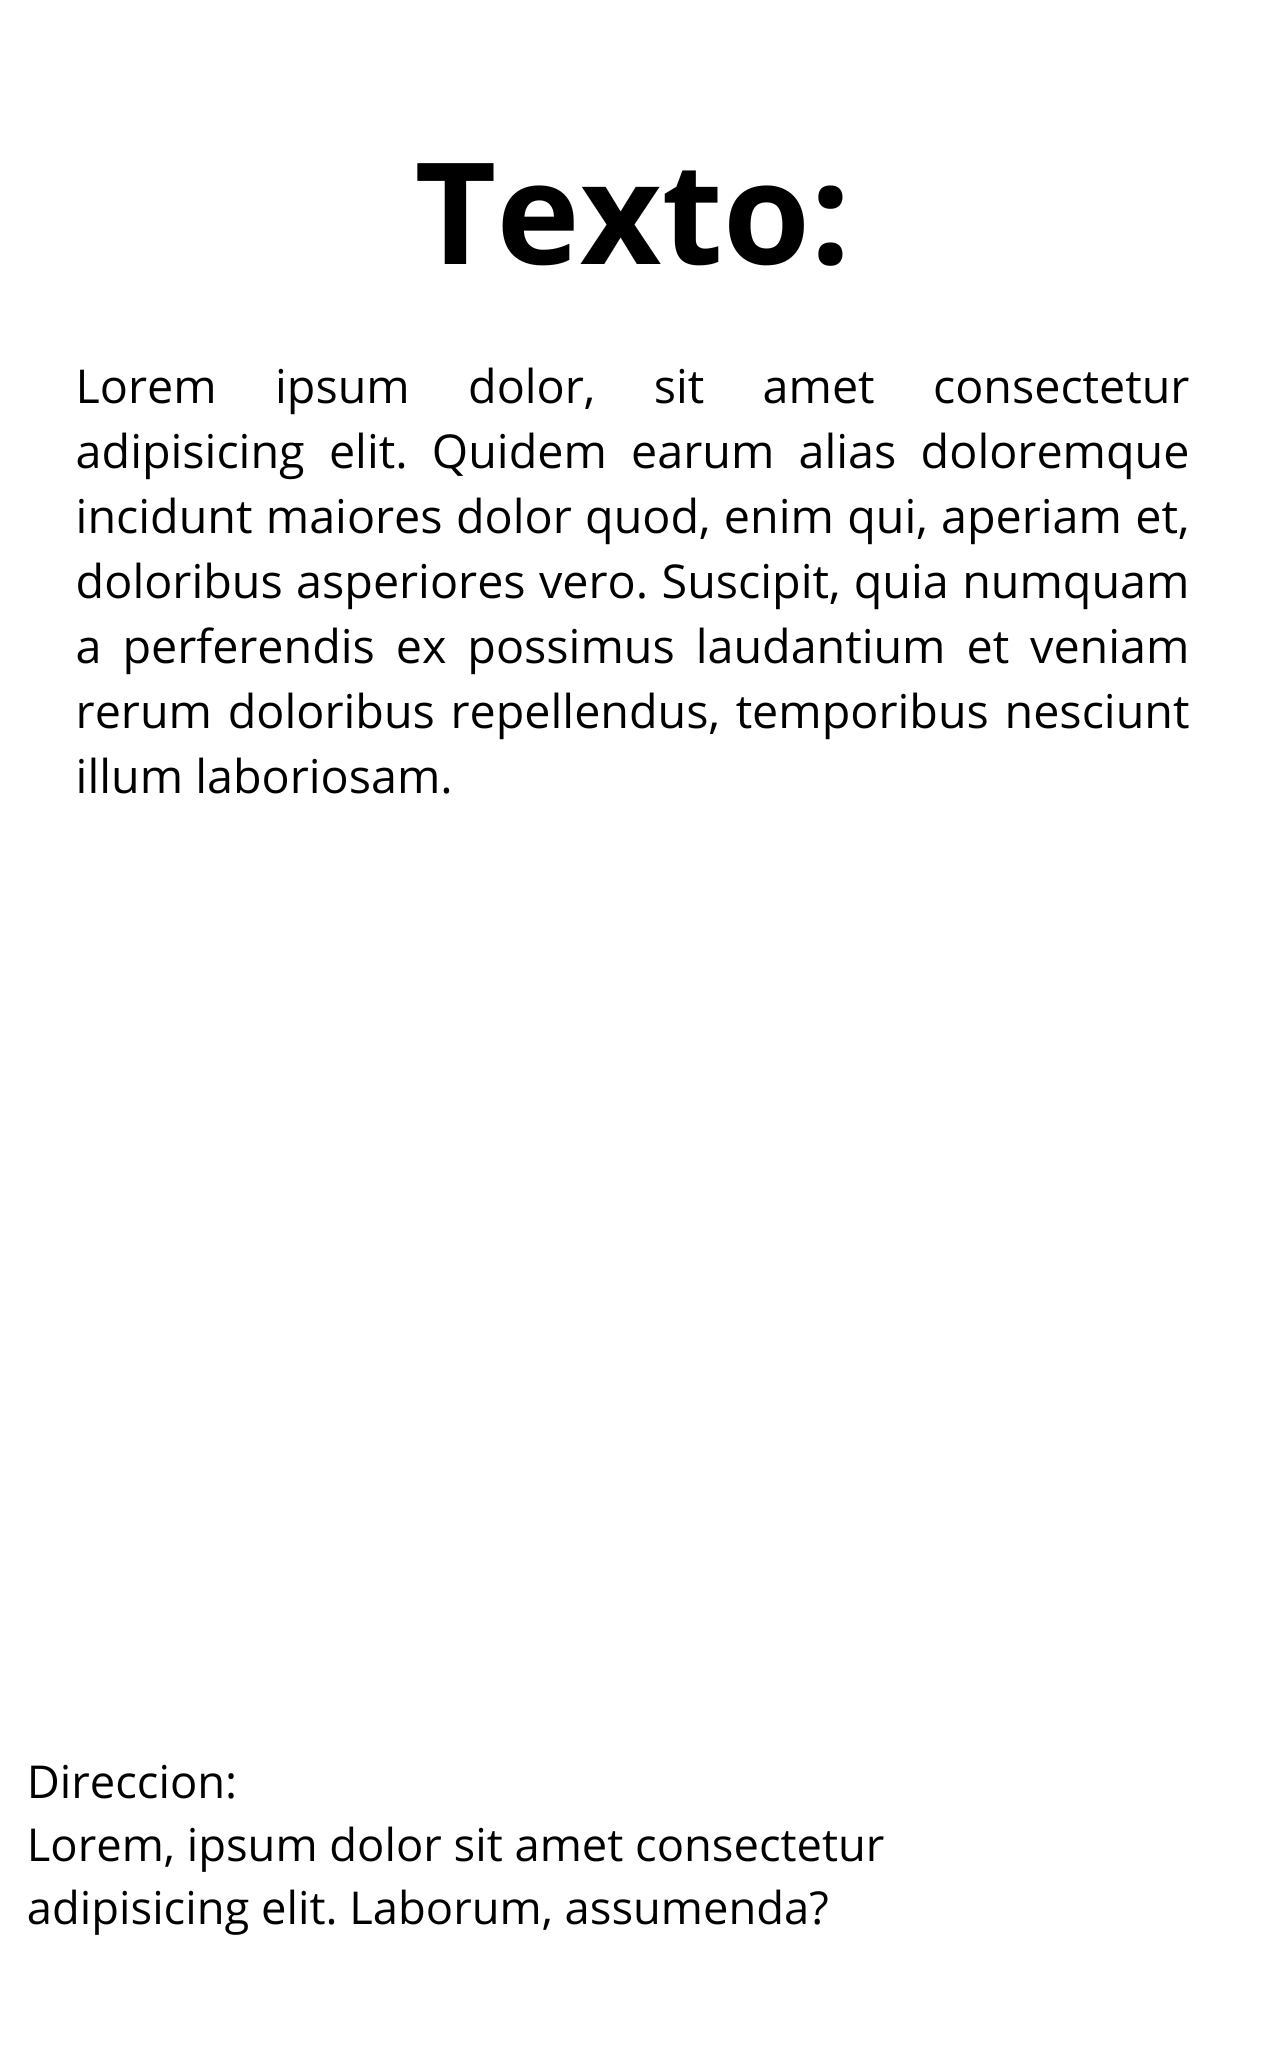 Texto:
Lorem ipsum dolor, sit amet consectetur
adipisicing elit. Quidem earum alias doloremque
incidunt maiores dolor quod, enim qui, aperiam et,
doloribus asperiores vero. Suscipit, quia numquam
a perferendis ex possimus laudantium et veniam
rerum doloribus repellendus, temporibus nesciunt
illum laboriosam.
Direccion:
Lorem, ipsum dolor sit amet consectetur
adipisicing elit. Laborum, assumenda?